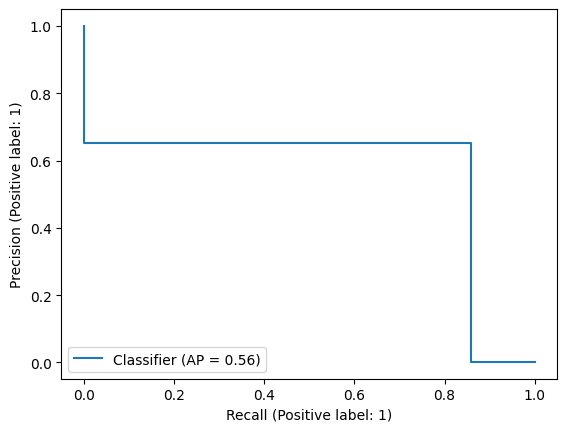 1.0
0.8
0.6
0.4
0.2
0.0
Precision (Positive label: 1)
Classifier (AP = 0.56)
0.0 0.2 0.4 0.6 0.8 1.0
Recall (Positive label: 1)